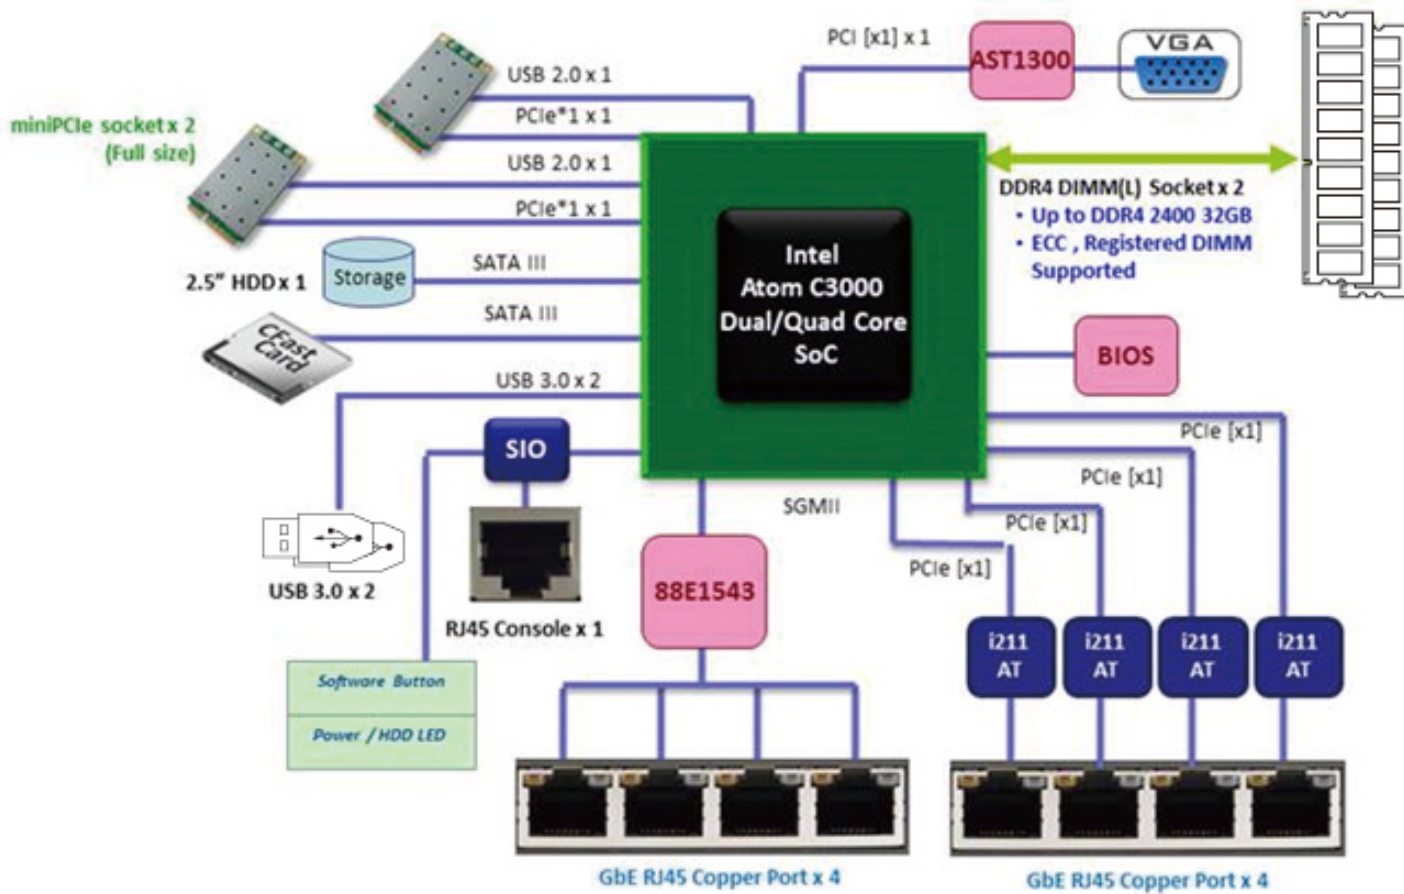 PCI [x1] x 1
AST1300
VGA
USB 2.0 x 1
PCIe*1 x 1
miniPCIe socket x 2
(Full size)
USB 2.0 x 1
PCIe*1 x 1
DDR4 DIMM(L) Socket x 2
• Up to DDR4 2400 32GB
• ECC , Registered DIMM
Supported
Intel
Atom C3000
Dual/Quad Core
SoC
2.5" HDD x 1
Storage
SATA III
SATA III
CFast
Card
USB 3.0 x 2
BIOS
SIO
PCIe [x1]
PCIe [x1]
PCIe [x1]
PCIe [x1]
SGMII
88E1543
USB 3.0 x 2
RJ45 Console x 1
i211
AT
i211
AT
i211
AT
i211
AT
Software Button
Power / HDD LED
GbE RJ45 Copper Port x 4
GbE RJ45 Copper Port x 4